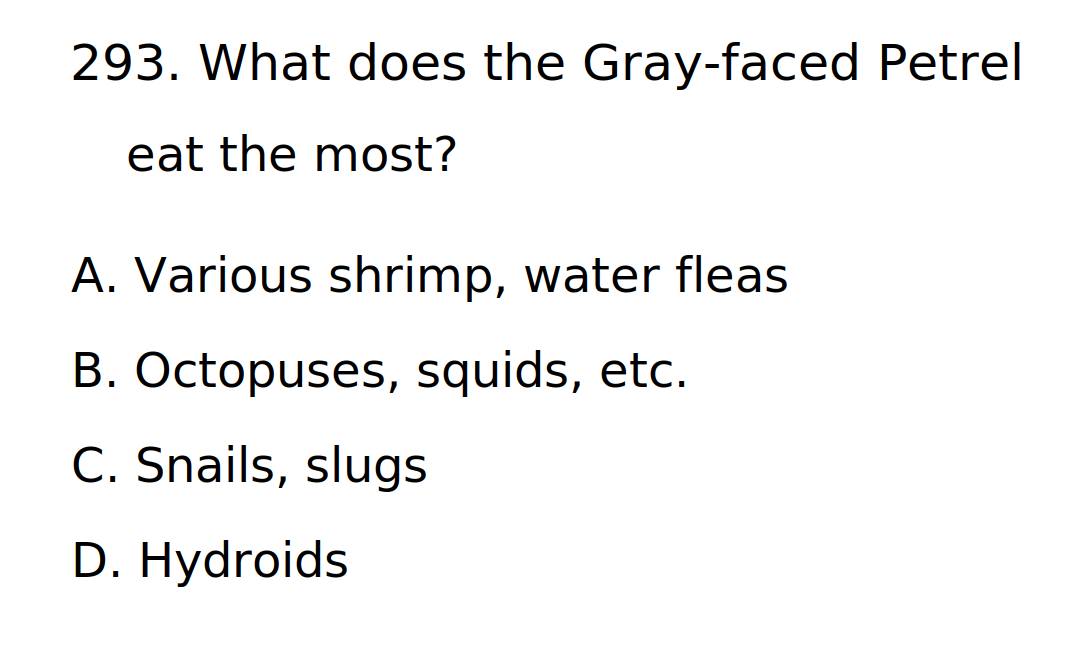 293. What does the Gray-faced Petrel
eat the most?
A. Various shrimp, water fleas
B. Octopuses, squids, etc.
C. Snails, slugs
D. Hydroids